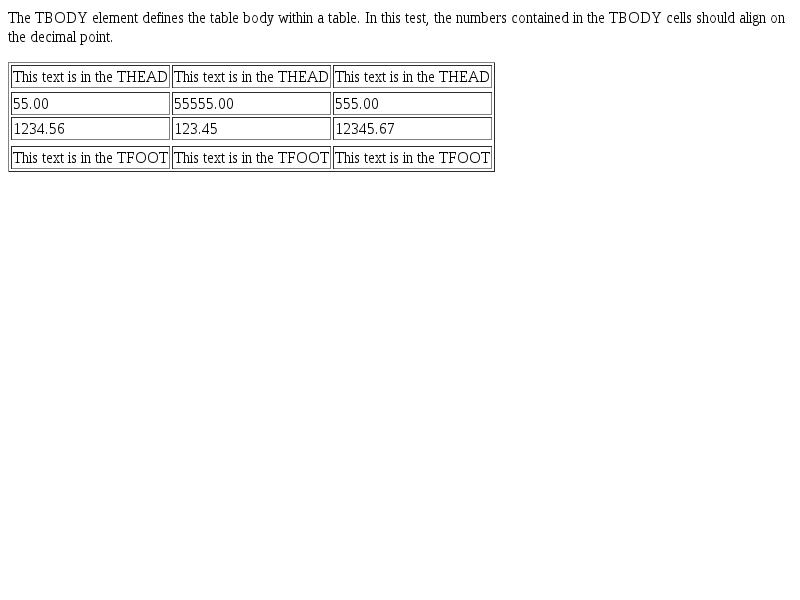 The TBODY element defines the table body within a table. In this test, the numbers contained in the TBODY cells should align on
the decimal point.
This text is in the THEAD This text is in the THEAD This text is in the THEAD
55.00 55555.00 555.00
1234.56 123.45 12345.67
This text is in the TFOOT This text is in the TFOOT This text is in the TFOOT